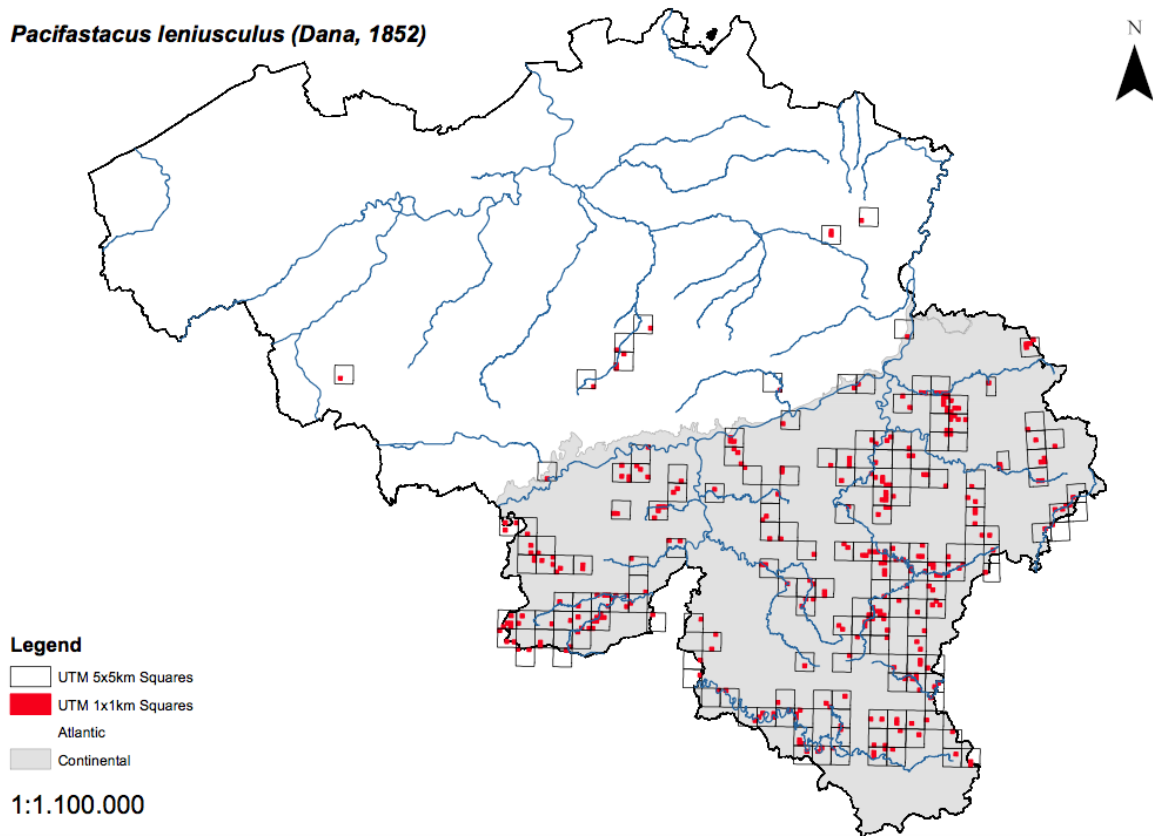 Pacifastacus leniusculus (Dana, 1852)
N
Legend
UTM 5x5km Squares
UTM 1x1km Squares
Atlantic
Continental
1:1.100.000